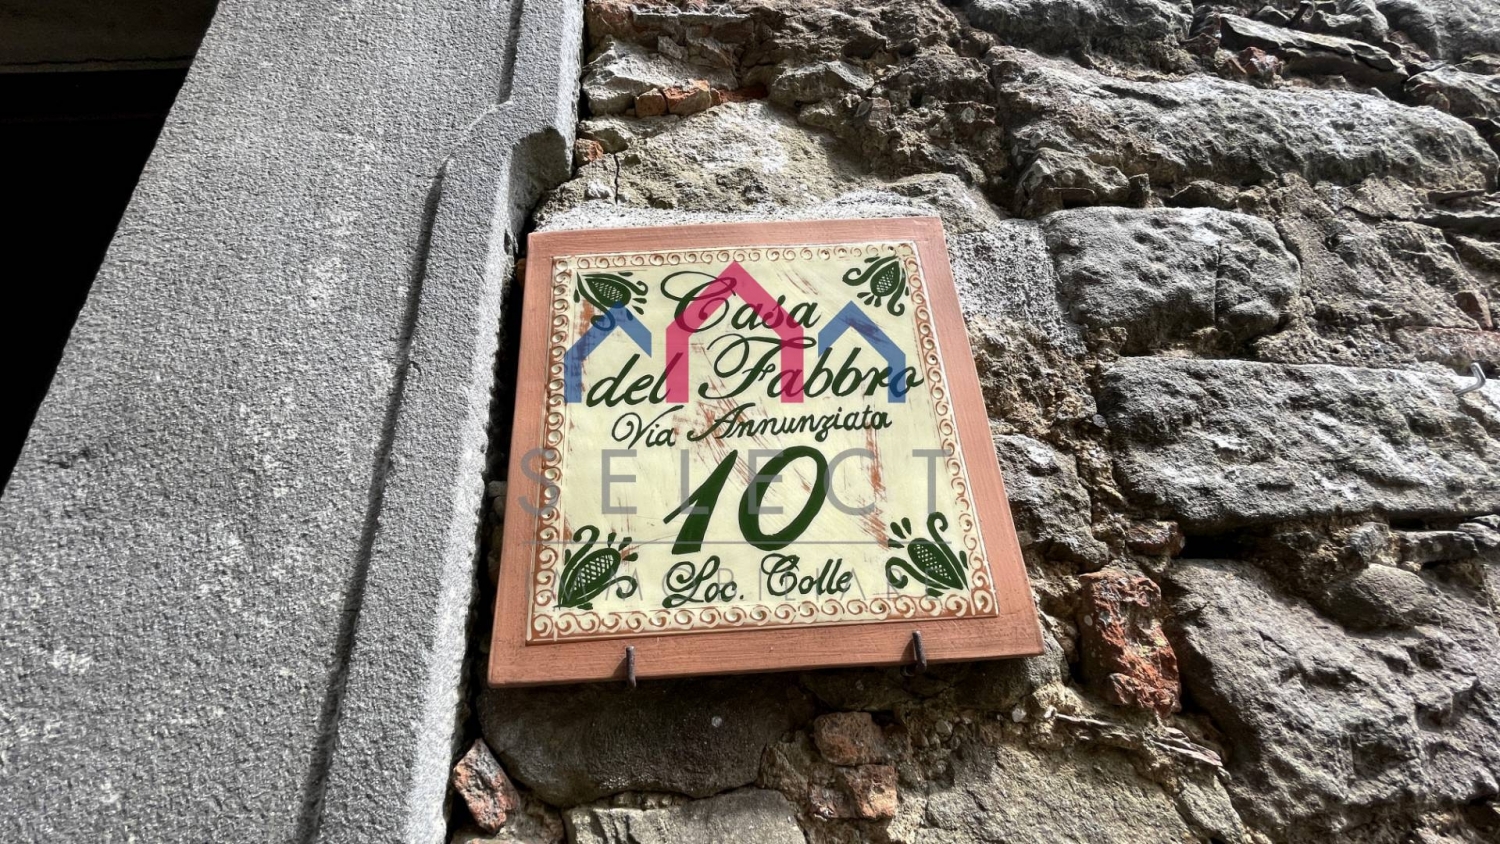 Casa
del Fabbro
Via Annunziata
SELECT
10
Loc. Colle